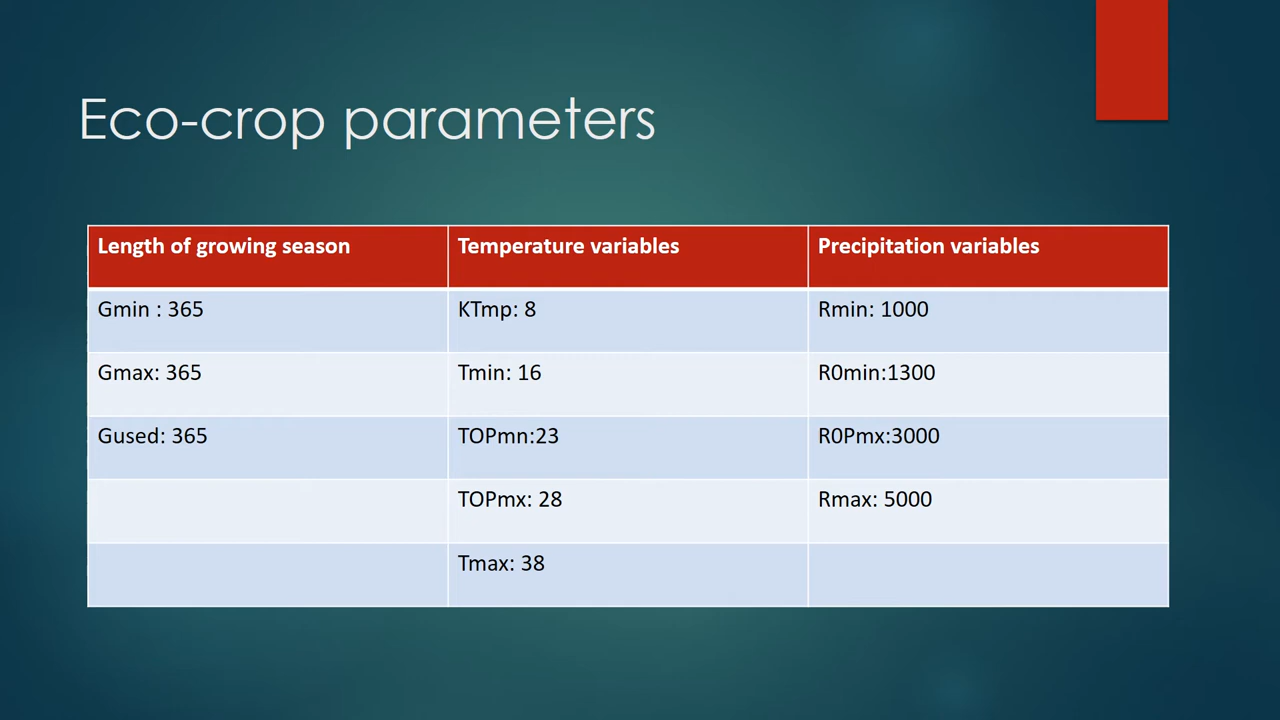 Eco-crop parameters
Length of growing season Temperature variables Precipitation variables
Gmin : 365 KTmp: 8 Rmin: 1000
Gmax: 365 Tmin: 16 R0min:1300
Gused: 365 TOPmn:23 R0Pmx:3000
TOPmx: 28 Rmax: 5000
Tmax: 38